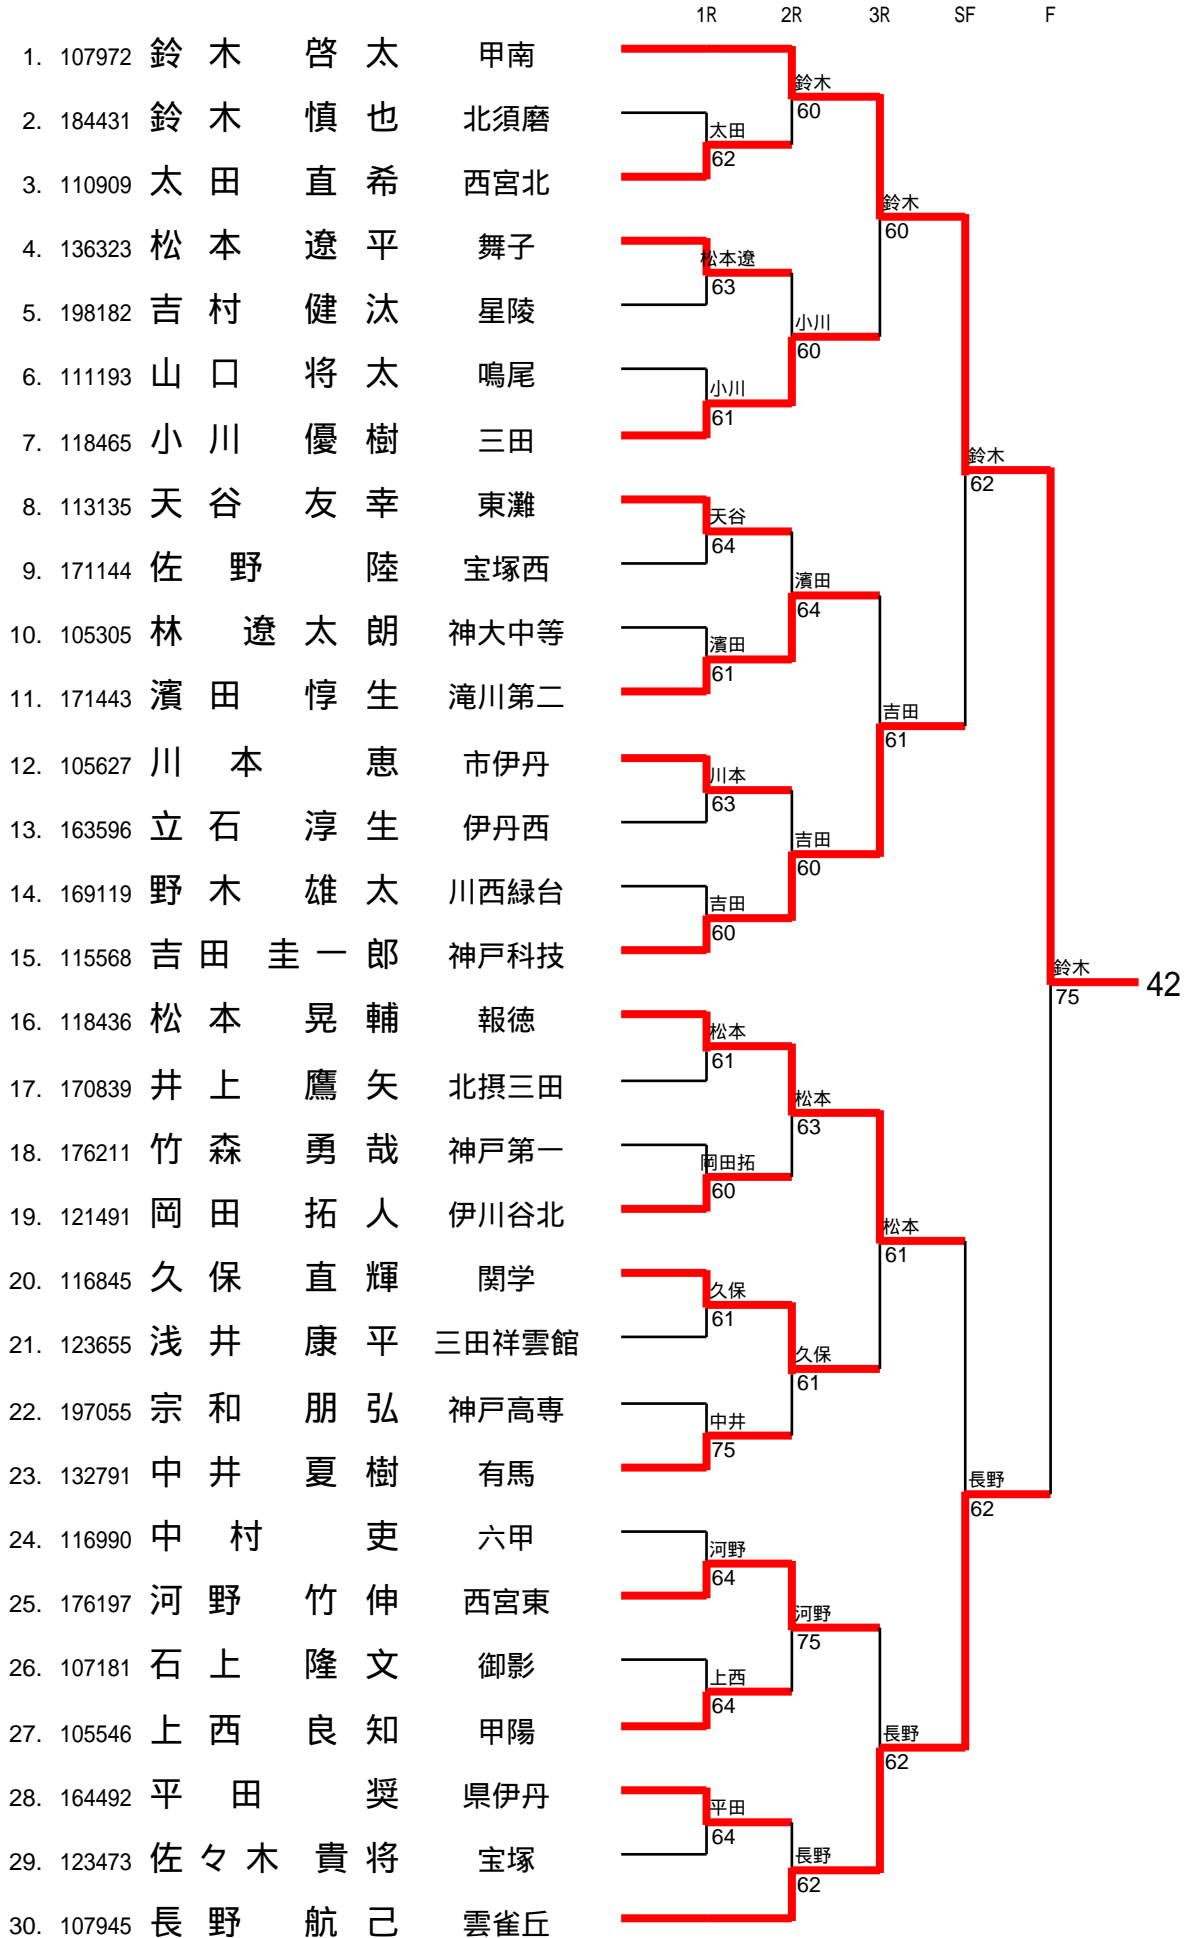 1R 2R 3R SF F
1. 107972 鈴木 啓太 甲南
鈴木
60
2. 184431 鈴木 慎也 北須磨
太田
62
3. 110909 太田 直希 西宮北
鈴木
60
4. 136323 松本 遼平 舞子
松本遼
63
5. 198182 吉村 健汰 星陵
小川
60
6. 111193 山口 将太 鳴尾
小川
61
7. 118465 小川 優樹 三田
鈴木
62
8. 113135 天谷 友幸 東灘
天谷
64
9. 171144 佐野 陸 宝塚西
濱田
64
10. 105305 林 遼太朗 神大中等
濱田
61
11. 171443 濱田 惇生 滝川第二
吉田
61
12. 105627 川本 恵 市伊丹
川本
63
13. 163596 立石 淳生 伊丹西
吉田
60
14. 169119 野木 雄太 川西緑台
吉田
60
15. 115568 吉田 圭一郎 神戸科技
鈴木
75
42
16. 118436 松本 晃輔 報徳
松本
61
17. 170839 井上 鷹矢 北摂三田
松本
63
18. 176211 竹森 勇哉 神戸第一
岡田拓
60
19. 121491 岡田 拓人 伊川谷北
松本
61
20. 116845 久保 直輝 関学
久保
61
21. 123655 浅井 康平 三田祥雲館
久保
61
22. 197055 宗和 朋弘 神戸高専
中井
75
23. 132791 中井 夏樹 有馬
長野
62
24. 116990 中村 吏 六甲
河野
64
25. 176197 河野 竹伸 西宮東
河野
75
26. 107181 石上 隆文 御影
上西
64
27. 105546 上西 良知 甲陽
長野
62
28. 164492 平田 奨 県伊丹
平田
64
29. 123473 佐々木 貴将 宝塚
長野
62
30. 107945 長野 航己 雲雀丘